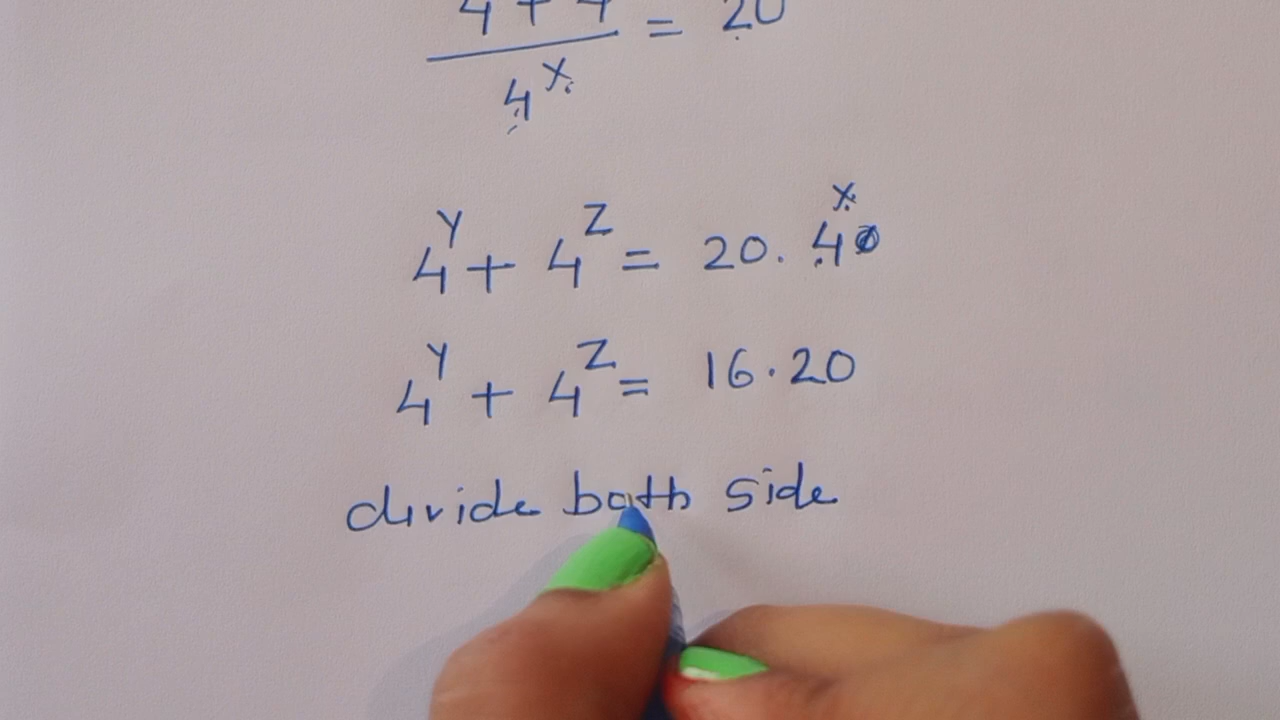 4 + 4 = 20
4^x
4^y + 4^z = 20 . 4^x
4^y + 4^z = 16 · 20
divide both side